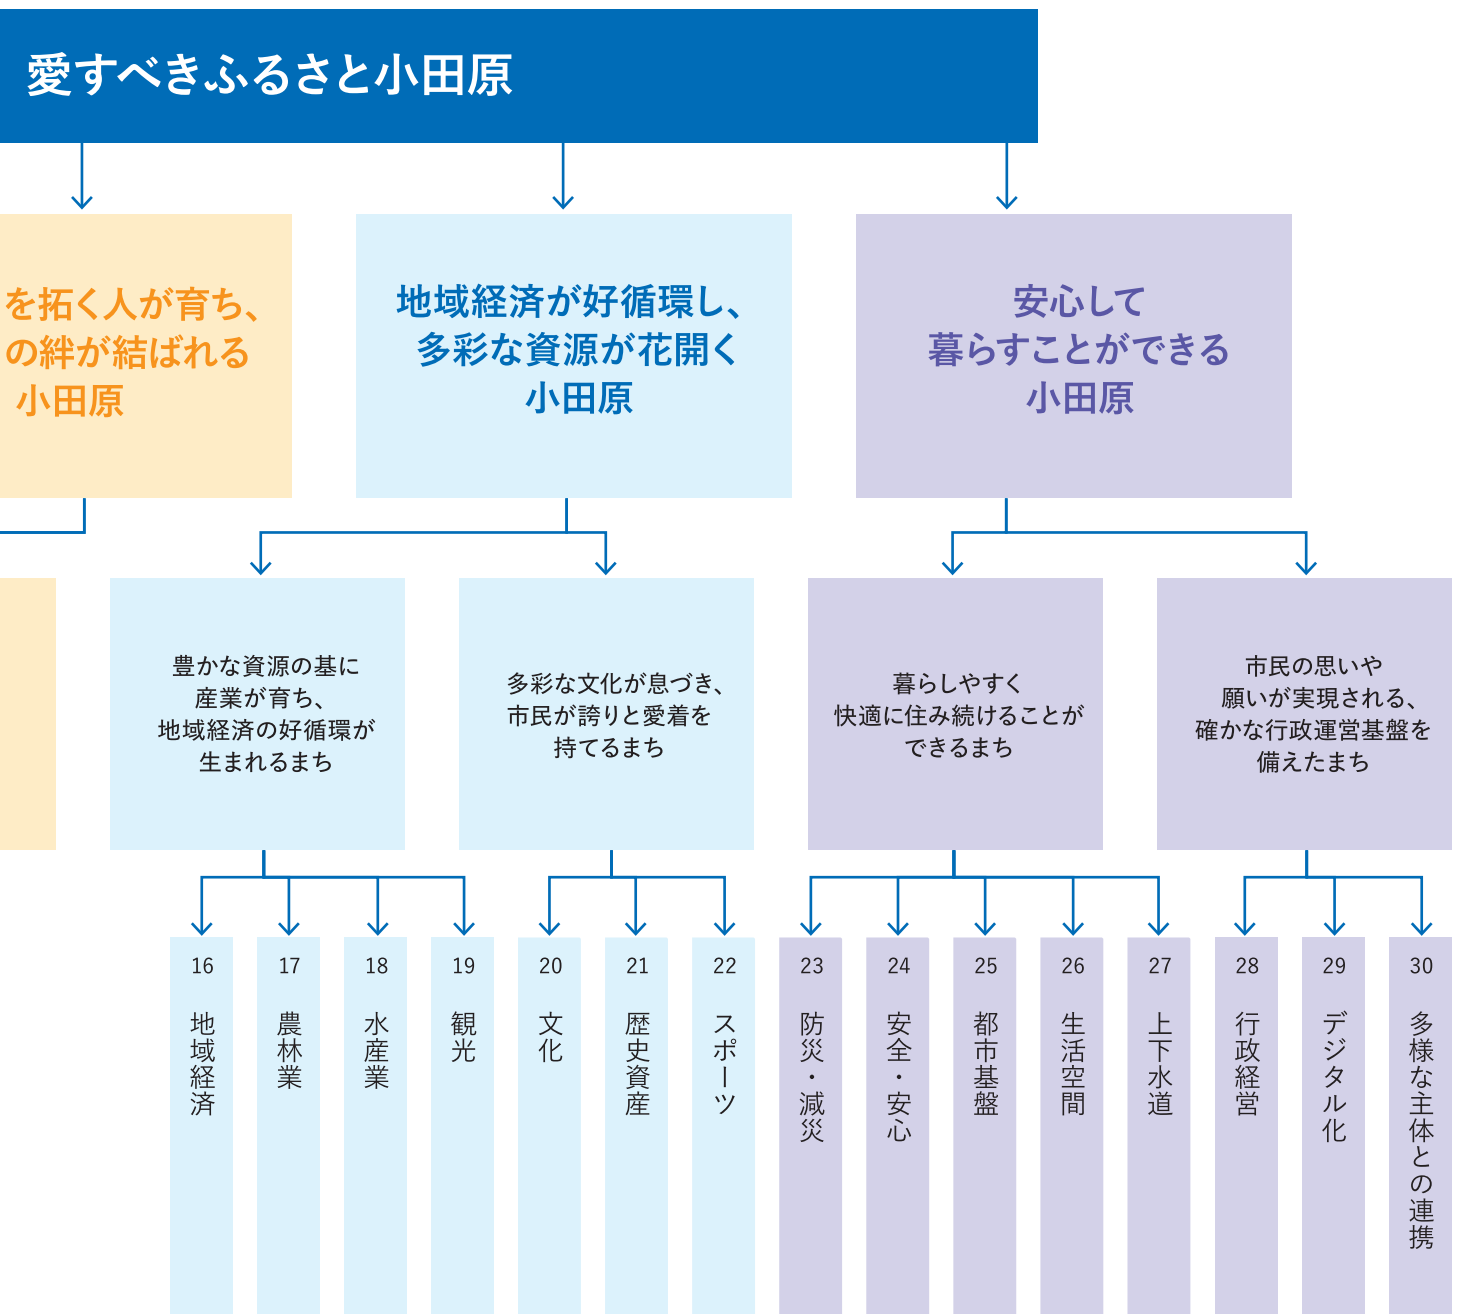 愛すべきふるさと小田原
を拓く人が育ち、
の絆が結ばれる
小田原
地域経済が好循環し、
多彩な資源が花開く
小田原
安心して
暮らすことができる
小田原
豊かな資源の基に
産業が育ち、
地域経済の好循環が
生まれるまち
多彩な文化が息づき、
市民が誇りと愛着を
持てるまち
暮らしやすく
快適に住み続けることが
できるまち
市民の思いや
願いが実現される、
確かな行政運営基盤を
備えたまち
16
地域経済
17
農林業
18
水産業
19
観光
20
文化
21
歴史資産
22
スポーツ
23
防災・減災
24
安全・安心
25
都市基盤
26
生活空間
27
上下水道
28
行政経営
29
デジタル化
30
多様な主体との連携